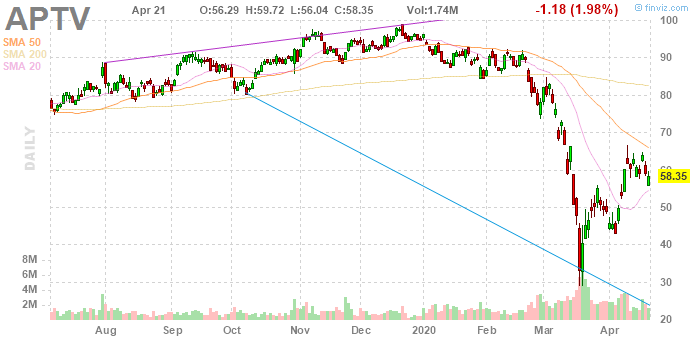 APTV
Apr 21 O:56.29 H:59.72 L:56.04 C:58.35 Vol:1.74M -1.18 (1.98%)
© finviz.com
SMA 50
SMA 200
SMA 20
DAILY
100
90
80
70
60
58.35
50
40
30
20
8M
6M
4M
2M
Aug Sep Oct Nov Dec 2020 Feb Mar Apr